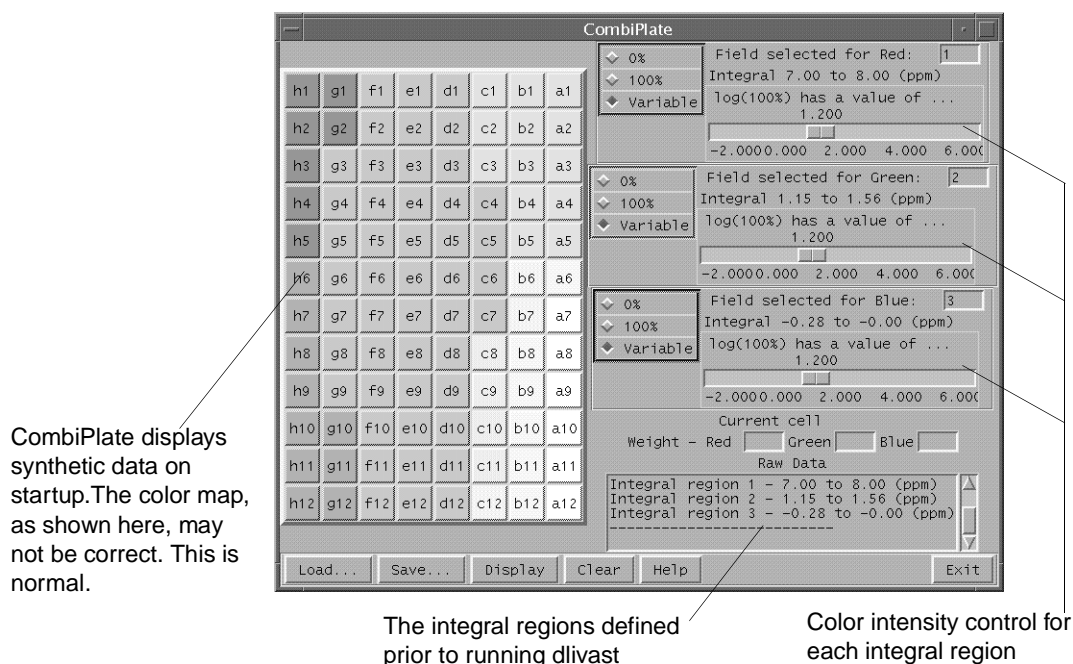 CombiPlate
0%
100%
Variable
Field selected for Red: 1
Integral 7.00 to 8.00 (ppm)
log(100%) has a value of ...
1.200
-2.0000.000 2.000 4.000 6.000
0%
100%
Variable
Field selected for Green: 2
Integral 1.15 to 1.56 (ppm)
log(100%) has a value of ...
1.200
-2.0000.000 2.000 4.000 6.000
0%
100%
Variable
Field selected for Blue: 3
Integral -0.28 to -0.00 (ppm)
log(100%) has a value of ...
1.200
-2.0000.000 2.000 4.000 6.000
h1 g1 f1 e1 d1 c1 b1 a1
h2 g2 f2 e2 d2 c2 b2 a2
h3 g3 f3 e3 d3 c3 b3 a3
h4 g4 f4 e4 d4 c4 b4 a4
h5 g5 f5 e5 d5 c5 b5 a5
h6 g6 f6 e6 d6 c6 b6 a6
h7 g7 f7 e7 d7 c7 b7 a7
h8 g8 f8 e8 d8 c8 b8 a8
h9 g9 f9 e9 d9 c9 b9 a9
h10 g10 f10 e10 d10 c10 b10 a10
h11 g11 f11 e11 d11 c11 b11 a11
h12 g12 f12 e12 d12 c12 b12 a12
Current cell
Weight - Red Green Blue
Raw Data
Integral region 1 - 7.00 to 8.00 (ppm)
Integral region 2 - 1.15 to 1.56 (ppm)
Integral region 3 - -0.28 to -0.00 (ppm)
--------------------------
Load... Save... Display Clear Help Exit
CombiPlate displays
synthetic data on
startup.The color map,
as shown here, may
not be correct. This is
normal.
The integral regions defined
prior to running dlivast
Color intensity control for
each integral region